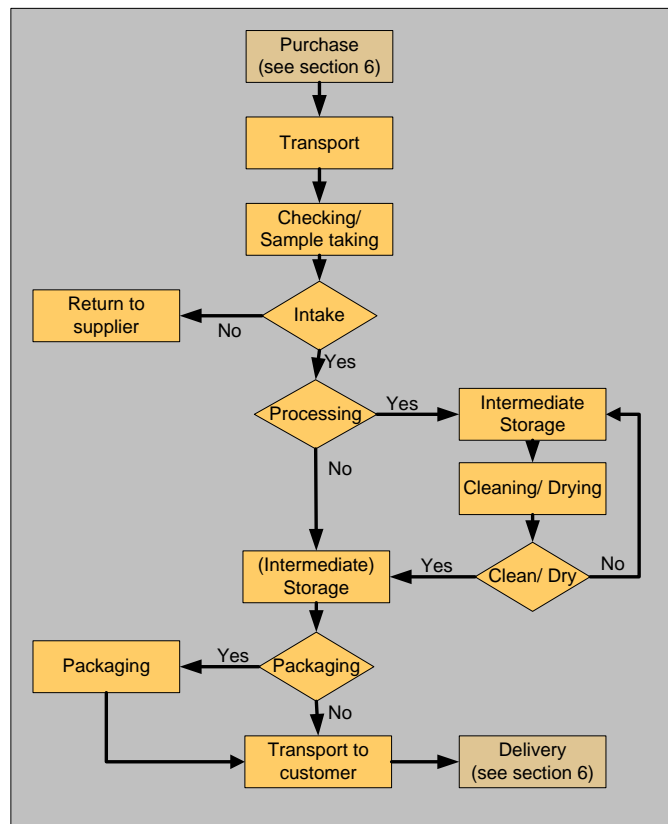 Purchase
(see section 6)
Transport
Checking/
Sample taking
Return to
supplier
No
Intake
Yes
Processing
Yes
Intermediate
Storage
No
Cleaning/ Drying
(Intermediate)
Storage
Yes
Clean/ Dry
No
Packaging
Yes
Packaging
No
Transport to
customer
Delivery
(see section 6)